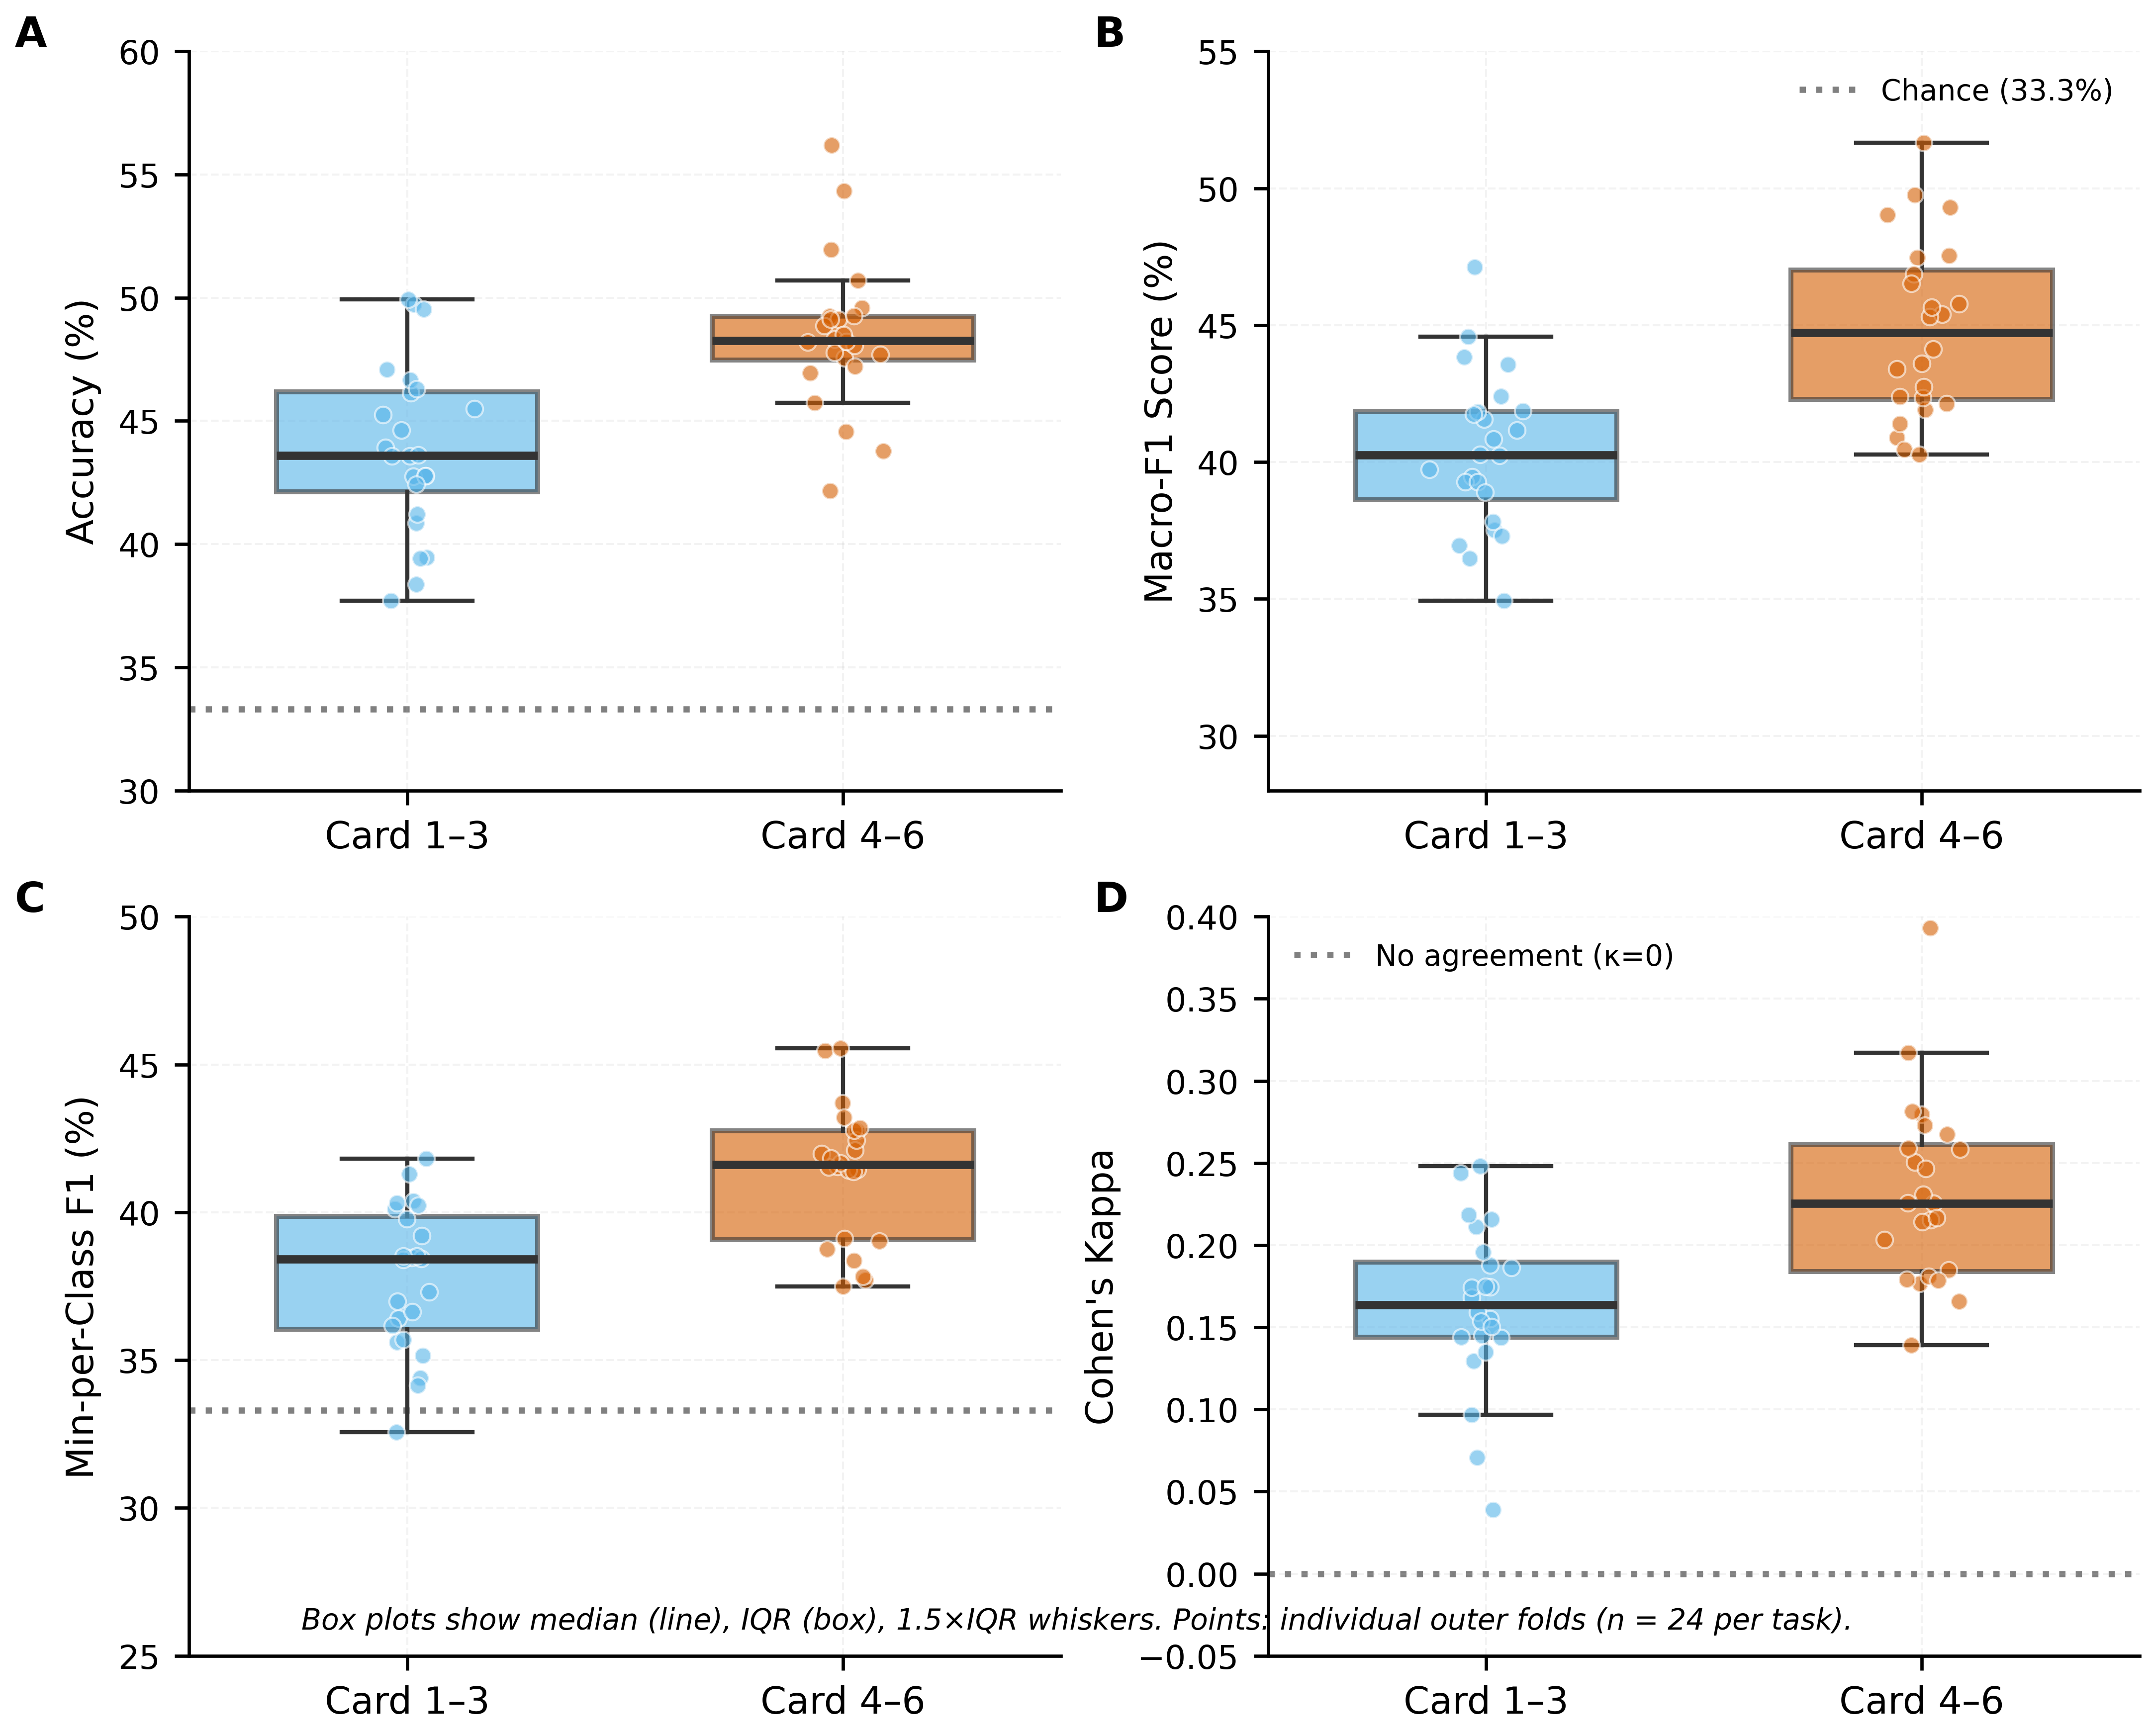 A
60
55
50
45
40
35
30
Accuracy (%)
Card 1–3
Card 4–6
B
55
50
45
40
35
30
Macro-F1 Score (%)
Chance (33.3%)
Card 1–3
Card 4–6
C
50
45
40
35
30
25
Min-per-Class F1 (%)
Card 1–3
Card 4–6
D
0.40
0.35
0.30
0.25
0.20
0.15
0.10
0.05
0.00
−0.05
Cohen's Kappa
No agreement (κ=0)
Card 1–3
Card 4–6
Box plots show median (line), IQR (box), 1.5×IQR whiskers. Points: individual outer folds (n = 24 per task).